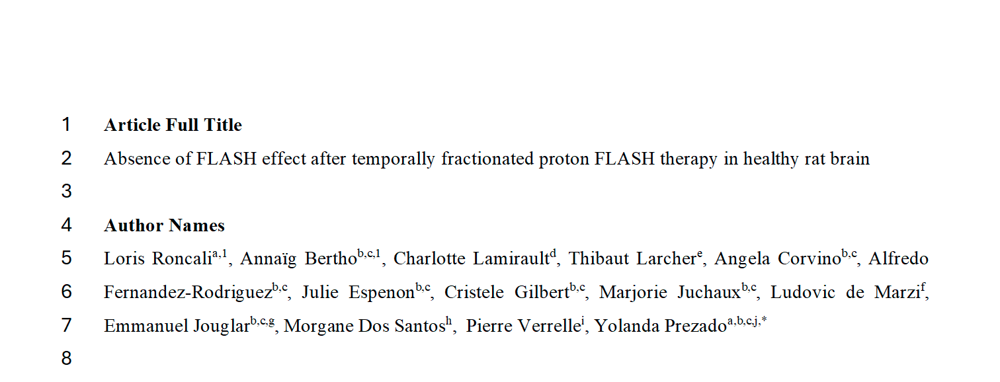 1 Article Full Title
2 Absence of FLASH effect after temporally fractionated proton FLASH therapy in healthy rat brain
3
4 Author Names
5 Loris Roncali^a,1, Annaïg Bertho^b,c,1, Charlotte Lamirault^d, Thibaut Larcher^e, Angela Corvino^b,c, Alfredo
6 Fernandez-Rodriguez^b,c, Julie Espenon^b,c, Cristele Gilbert^b,c, Marjorie Juchaux^b,c, Ludovic de Marzi^f,
7 Emmanuel Jouglar^b,c,g, Morgane Dos Santos^h, Pierre Verrelle^i, Yolanda Prezado^a,b,c,j,*
8